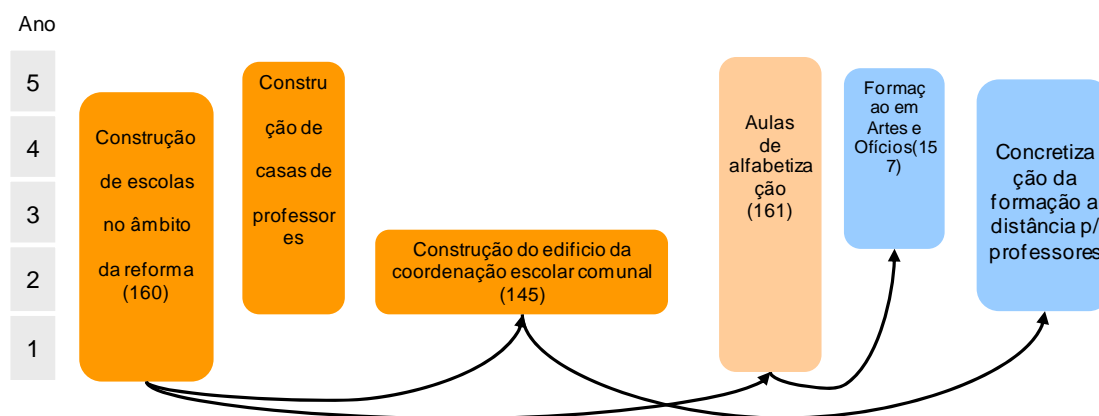 Ano
5
4
3
2
1
Construção
de escolas
no âmbito
da reforma
(160)
Constru
ção de
casas de
professor
es
Construção do edificio da
coordenação escolar comunal
(145)
Aulas
de
alfabetiza
ção
(161)
Formaç
ao em
Artes e
Ofícios(15
7)
Concretiza
ção da
formação a
distância p/
professores